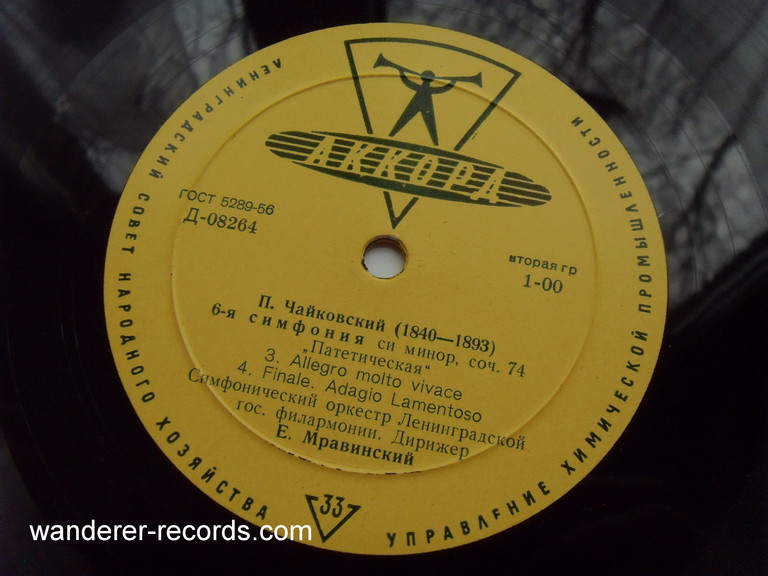 ЛЕНИНГРАДСКИЙ СОВЕТ НАРОДНОГО ХОЗЯЙСТВА
УПРАВЛЕНИЕ ХИМИЧЕСКОЙ ПРОМЫШЛЕННОСТИ
АККОРД
ГОСТ 5289-56
Д-08264
вторая гр
1-00
П. Чайковский (1840—1893)
6-я симфония си минор, соч. 74
„Патетическая“
3. Allegro molto vivace
4. Finale. Adagio Lamentoso
Симфонический оркестр Ленинградской
гос. филармонии. Дирижер
Е. Мравинский
33
wanderer-records.com